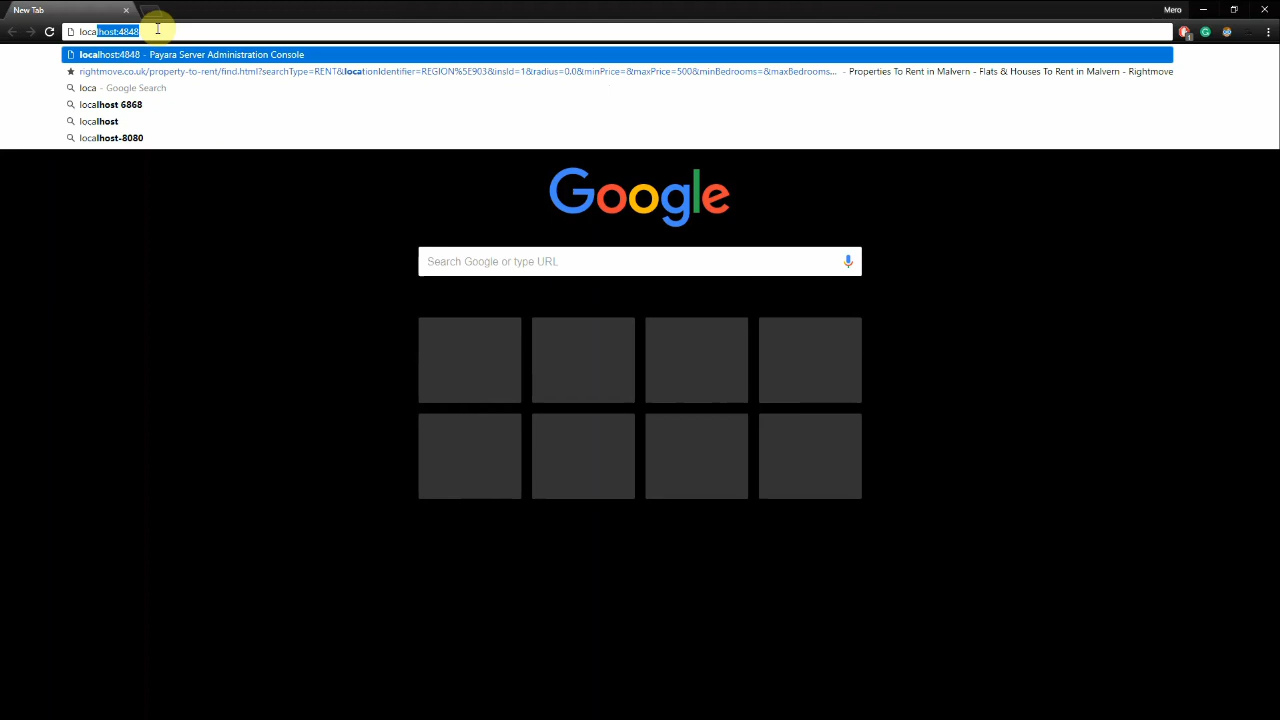 New Tab
Mero
localhost:4848
localhost:4848 - Payara Server Administration Console
rightmove.co.uk/property-to-rent/find.html?searchType=RENT&locationIdentifier=REGION%5E903&insId=1&radius=0.0&minPrice=&maxPrice=500&minBedrooms=&maxBedrooms... - Properties To Rent in Malvern - Flats & Houses To Rent in Malvern - Rightmove
loca - Google Search
localhost 6868
localhost
localhost-8080
Google
Search Google or type URL